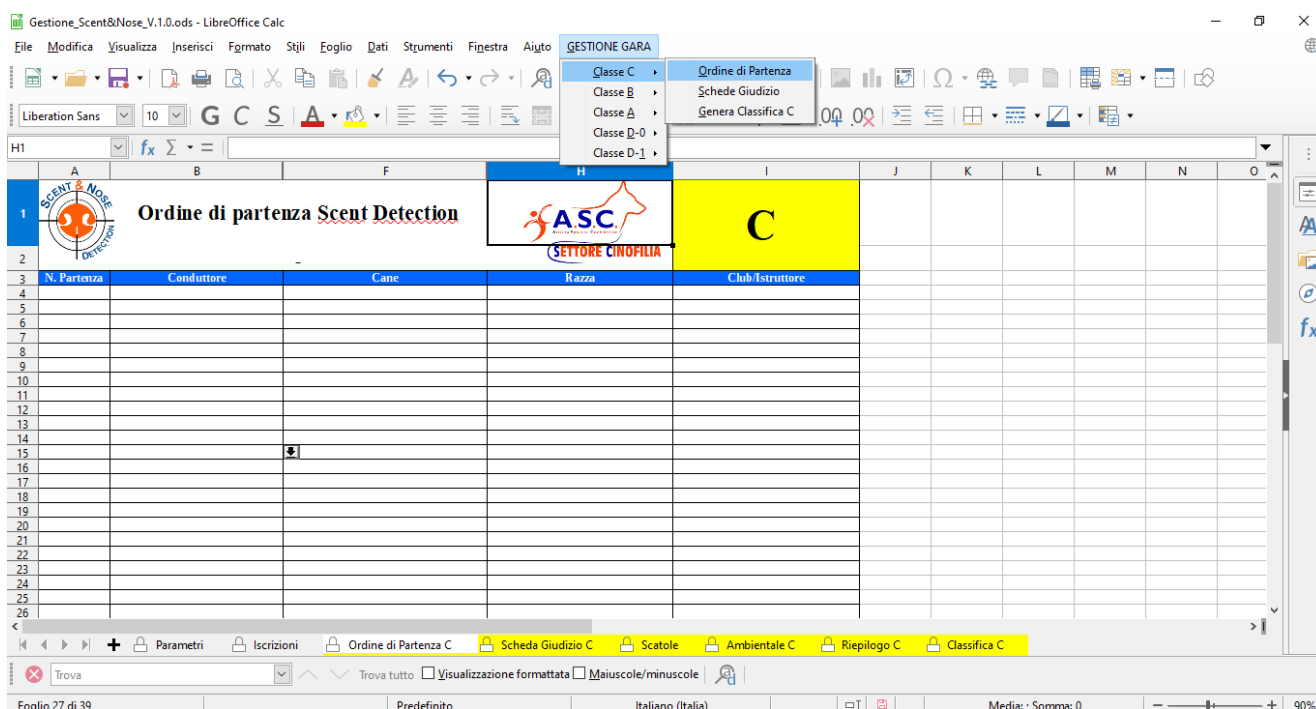 Gestione_Scent&Nose_V.1.0.ods - LibreOffice Calc
File Modifica Visualizza Inserisci Formato Stili Foglio Dati Strumenti Finestra Aiuto GESTIONE GARA
Classe C Ordine di Partenza
Classe B Schede Giudizio
Classe A Genera Classifica C
Classe D-0
Classe D-1
Liberation Sans 10 G C S A
H1 fx Σ =
A B F H I J K L M N O
1 SCENT & NOSE DETECTION Ordine di partenza Scent Detection A.S.C. C
2 SETTORE CINOFILIA
3 N. Partenza Conduttore Cane Razza Club/Istruttore
4
5
6
7
8
9
10
11
12
13
14
15
16
17
18
19
20
21
22
23
24
25
26
Parametri Iscrizioni Ordine di Partenza C Scheda Giudizio C Scatole Ambientale C Riepilogo C Classifica C
Trova Trova tutto Visualizzazione formattata Maiuscole/minuscole
Foglio 27 di 39 Predefinito Italiano (Italia) Media: ; Somma: 0 90%